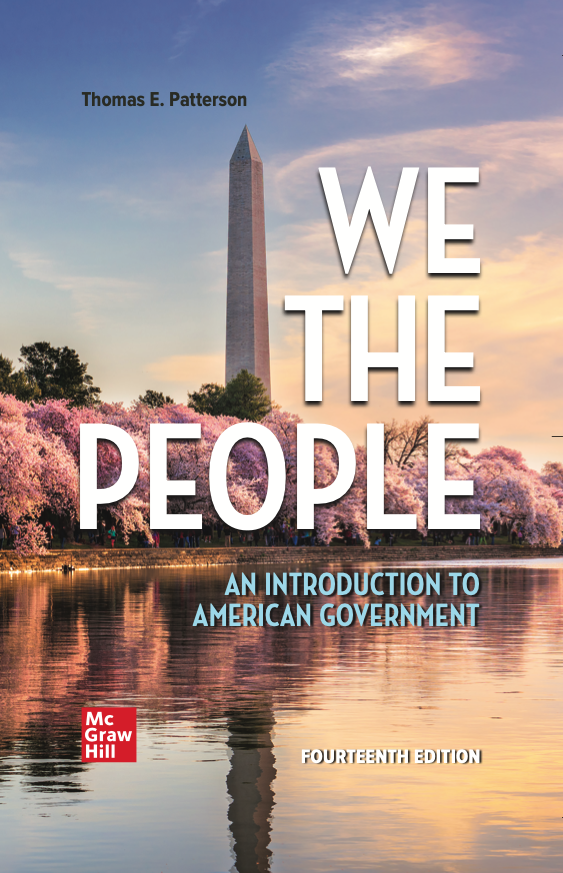 Thomas E. Patterson
WE
THE
PEOPLE
AN INTRODUCTION TO
AMERICAN GOVERNMENT
Mc
Graw
Hill
FOURTEENTH EDITION